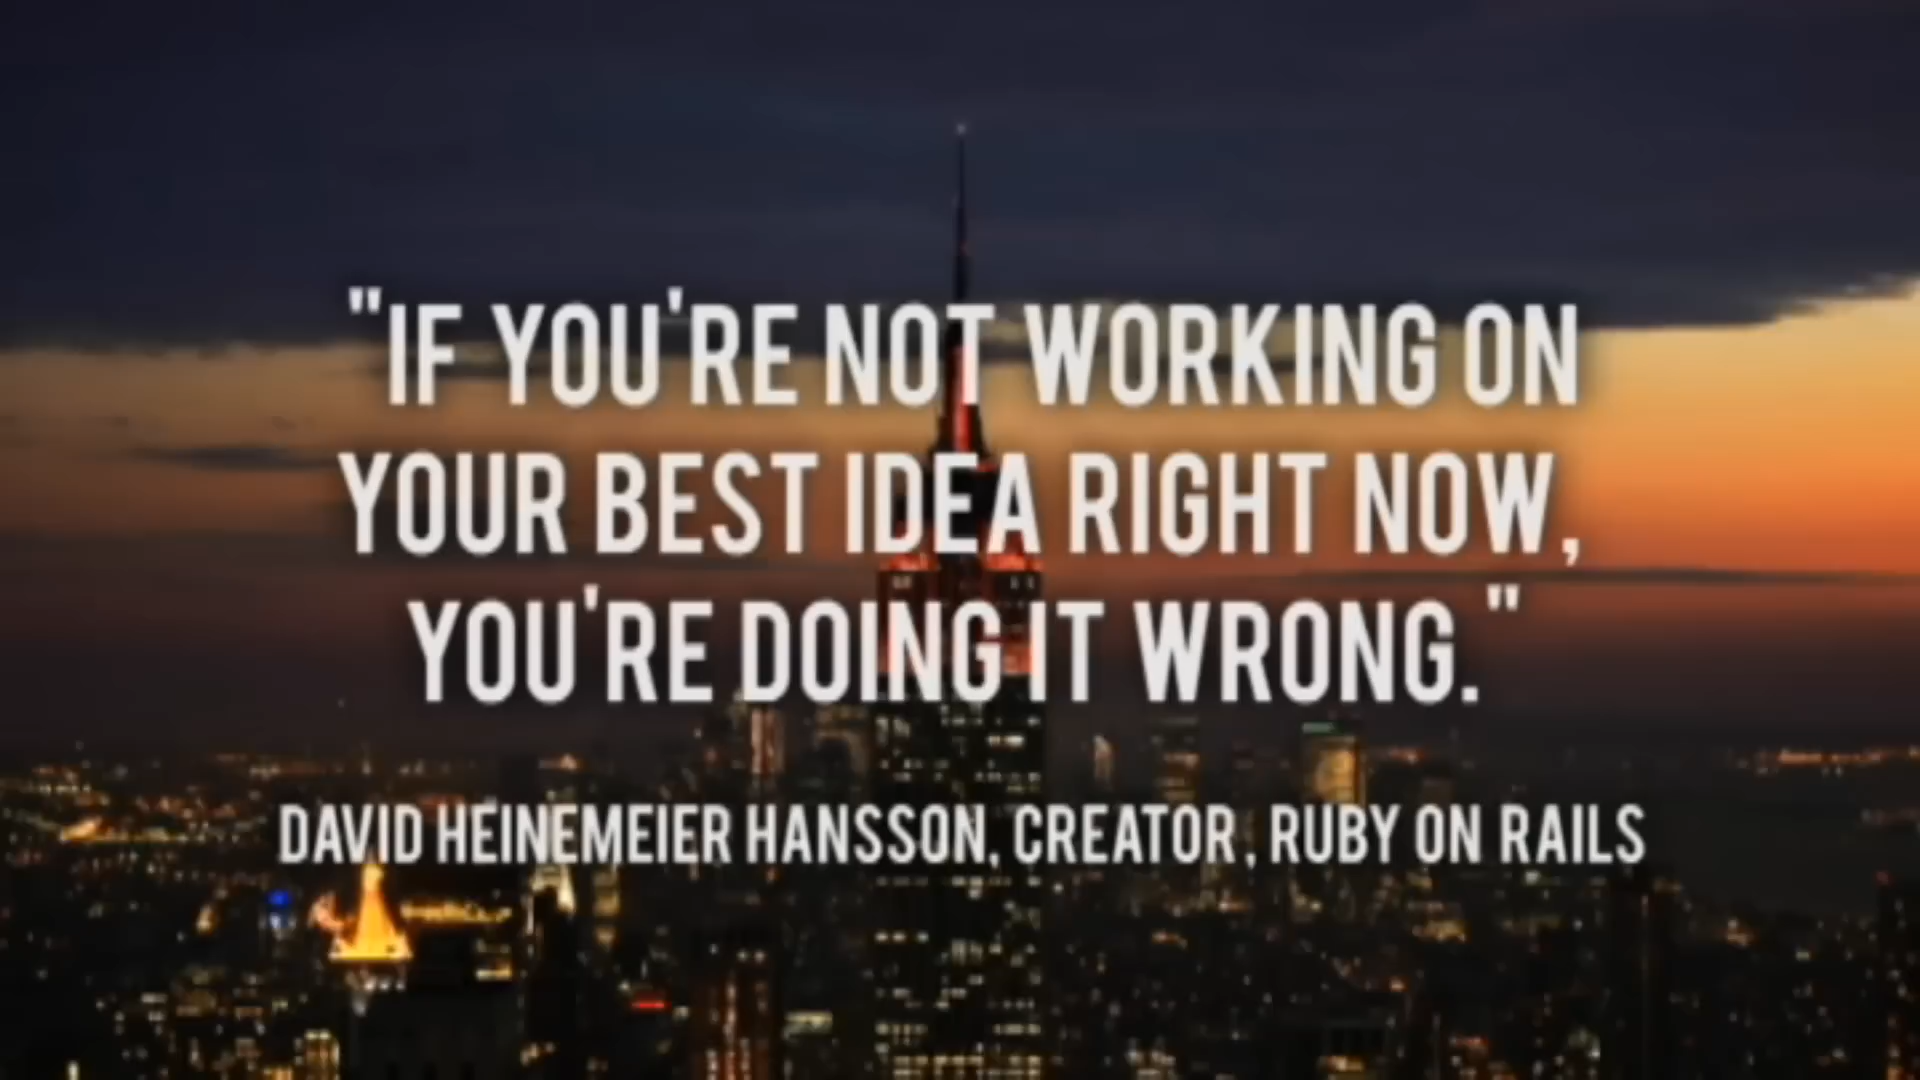 "IF YOU'RE NOT WORKING ON
YOUR BEST IDEA RIGHT NOW,
YOU'RE DOING IT WRONG."
DAVID HEINEMEIER HANSSON, CREATOR, RUBY ON RAILS